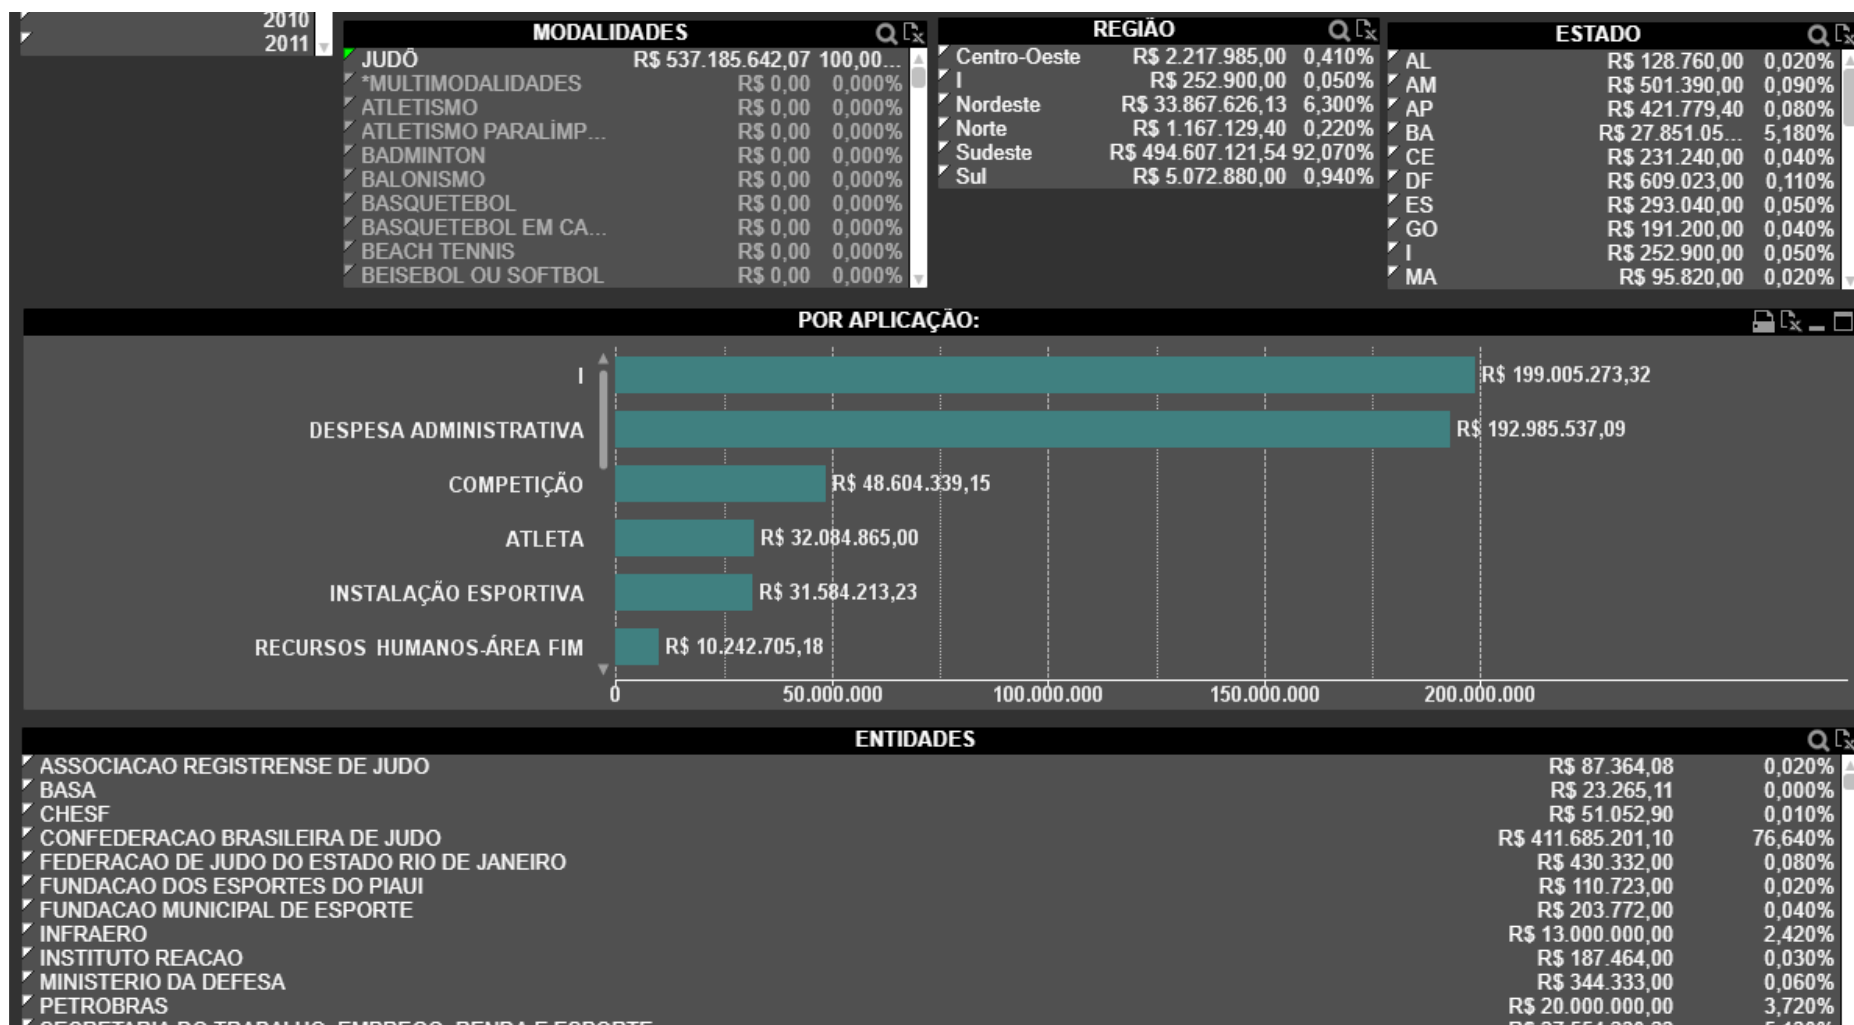 2010
2011
MODALIDADES
JUDÔ R$ 537.185.642,07 100,00...
*MULTIMODALIDADES R$ 0,00 0,000%
ATLETISMO R$ 0,00 0,000%
ATLETISMO PARALÍMP... R$ 0,00 0,000%
BADMINTON R$ 0,00 0,000%
BALONISMO R$ 0,00 0,000%
BASQUETEBOL R$ 0,00 0,000%
BASQUETEBOL EM CA... R$ 0,00 0,000%
BEACH TENNIS R$ 0,00 0,000%
BEISEBOL OU SOFTBOL R$ 0,00 0,000%
REGIÃO
Centro-Oeste R$ 2.217.985,00 0,410%
I R$ 252.900,00 0,050%
Nordeste R$ 33.867.626,13 6,300%
Norte R$ 1.167.129,40 0,220%
Sudeste R$ 494.607.121,54 92,070%
Sul R$ 5.072.880,00 0,940%
ESTADO
AL R$ 128.760,00 0,020%
AM R$ 501.390,00 0,090%
AP R$ 421.779,40 0,080%
BA R$ 27.851.05... 5,180%
CE R$ 231.240,00 0,040%
DF R$ 609.023,00 0,110%
ES R$ 293.040,00 0,050%
GO R$ 191.200,00 0,040%
I R$ 252.900,00 0,050%
MA R$ 95.820,00 0,020%
POR APLICAÇÃO:
I R$ 199.005.273,32
DESPESA ADMINISTRATIVA R$ 192.985.537,09
COMPETIÇÃO R$ 48.604.339,15
ATLETA R$ 32.084.865,00
INSTALAÇÃO ESPORTIVA R$ 31.584.213,23
RECURSOS HUMANOS-ÁREA FIM R$ 10.242.705,18
0 50.000.000 100.000.000 150.000.000 200.000.000
ENTIDADES
ASSOCIACAO REGISTRENSE DE JUDO R$ 87.364,08 0,020%
BASA R$ 23.265,11 0,000%
CHESF R$ 51.052,90 0,010%
CONFEDERACAO BRASILEIRA DE JUDO R$ 411.685.201,10 76,640%
FEDERACAO DE JUDO DO ESTADO RIO DE JANEIRO R$ 430.332,00 0,080%
FUNDACAO DOS ESPORTES DO PIAUI R$ 110.723,00 0,020%
FUNDACAO MUNICIPAL DE ESPORTE R$ 203.772,00 0,040%
INFRAERO R$ 13.000.000,00 2,420%
INSTITUTO REACAO R$ 187.464,00 0,030%
MINISTERIO DA DEFESA R$ 344.333,00 0,060%
PETROBRAS R$ 20.000.000,00 3,720%
SECRETARIA DO TRABALHO, EMPREGO, RENDA E ESPORTE